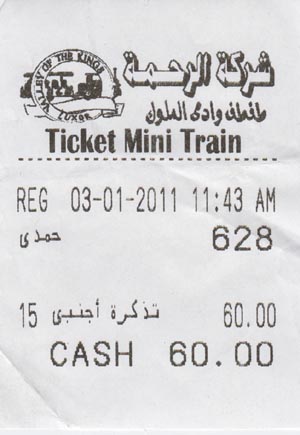 VALLEY OF THE KINGS
LUXOR
شركة الرحمة
طفطف وادى الملوك
Ticket Mini Train
REG 03-01-2011 11:43 AM
حمدى 628
15 تذكرة أجنبى 60.00
CASH 60.00